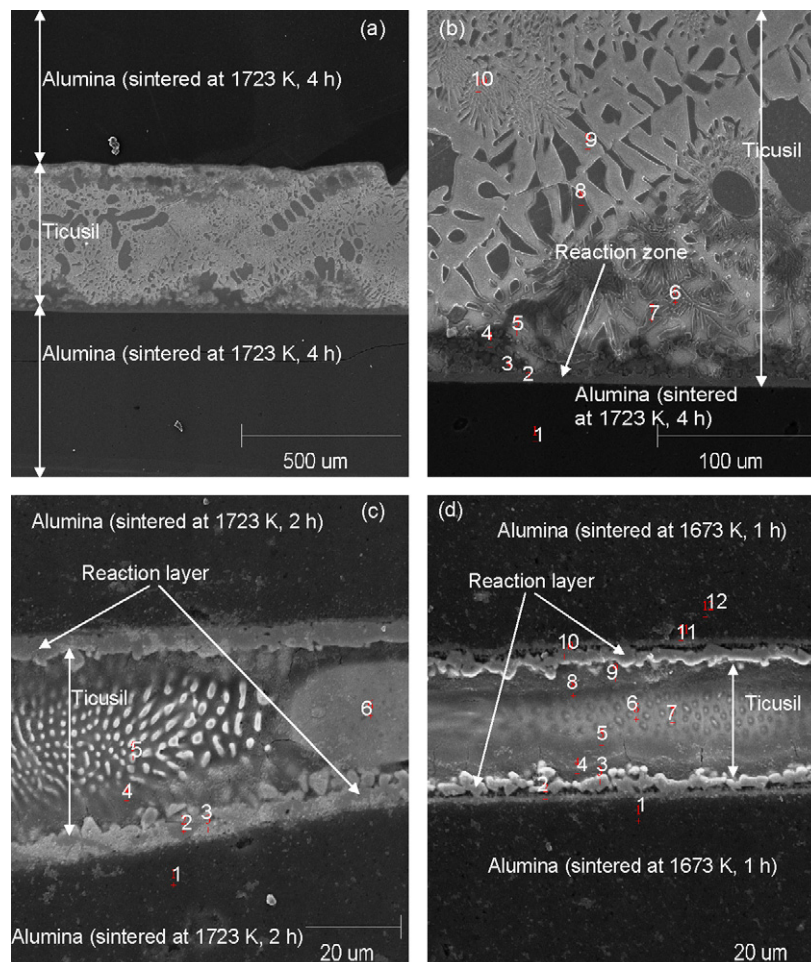 (a)
Alumina (sintered at 1723 K, 4 h)
Ticusil
Alumina (sintered at 1723 K, 4 h)
500 um
(b)
10
9
Ticusil
8
Reaction zone
6
7
5
4
3
2
Alumina (sintered
at 1723 K, 4 h)
1
100 um
Alumina (sintered at 1723 K, 2 h)
(c)
Reaction layer
Ticusil
6
5
4
2
3
1
Alumina (sintered at 1723 K, 2 h)
20 um
(d)
Alumina (sintered at 1673 K, 1 h)
Reaction layer
12
11
10
9
8
Ticusil
6
7
5
4
3
2
1
Alumina (sintered at 1673 K, 1 h)
20 um